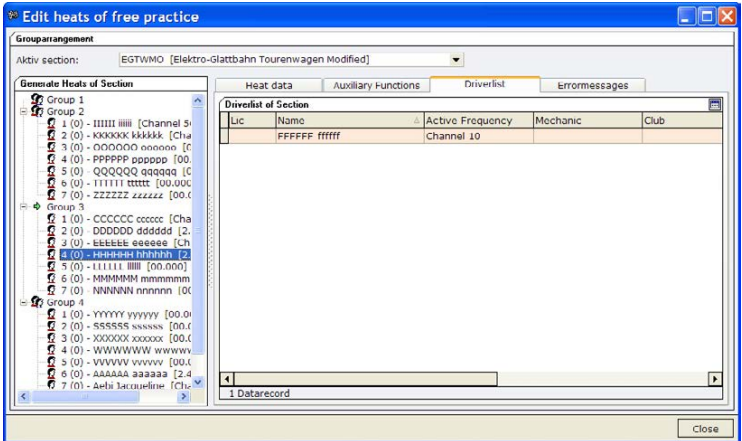 Edit heats of free practice
Grouparrangement
Aktiv section: EGTWMO [Elektro-Glattbahn Tourenwagen Modified]
Generate Heats of Section
Group 1
Group 2
1 (0) - IIIIII iiiiii [Channel 5
2 (0) - KKKKKK kkkkkk [Cha
3 (0) - OOOOOO oooooo [C
4 (0) - PPPPPP pppppp [00.
5 (0) - QQQQQQ qqqqqq [
6 (0) - TTTTTT tttttt [00.000
7 (0) - ZZZZZZ zzzzzz [00.0
Group 3
1 (0) - CCCCCC cccccc [Cha
2 (0) - DDDDDD dddddd [2.
3 (0) - EEEEEE eeeeee [Ch
4 (0) - HHHHHH hhhhhh [2.
5 (0) - LLLLLL llllll [00.000]
6 (0) - MMMMMM mmmmmm
7 (0) - NNNNNN nnnnnn [00
Group 4
1 (0) - YYYYYY yyyyyy [00.0
2 (0) - SSSSSS ssssss [00.0
3 (0) - XXXXXX xxxxxx [00.0
4 (0) - WWWWWW wwwww
5 (0) - VVVVVV vvvvvv [00.0
6 (0) - AAAAAA aaaaaa [2.4
7 (0) - Aebi Jacqueline [Cha
Heat data Auxiliary Functions Driverlist Errormessages
Driverlist of Section
Lic Name Active Frequency Mechanic Club
FFFFFF ffffff Channel 10
1 Datarecord
Close